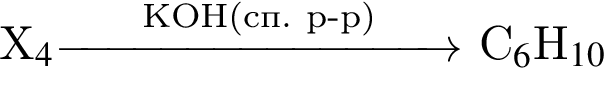 KOH(сп. р-р)
X₄ ⟶ C₆H₁₀